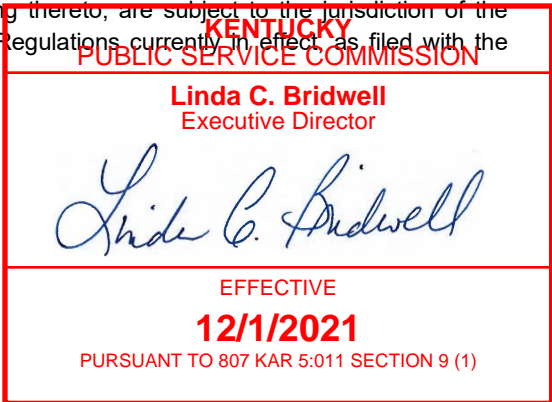 g thereto, are subject to the jurisdiction of the
KENTUCKY
Regulations currently in effect, as filed with the
PUBLIC SERVICE COMMISSION
Linda C. Bridwell
Executive Director
Linda C. Bridwell
EFFECTIVE
12/1/2021
PURSUANT TO 807 KAR 5:011 SECTION 9 (1)